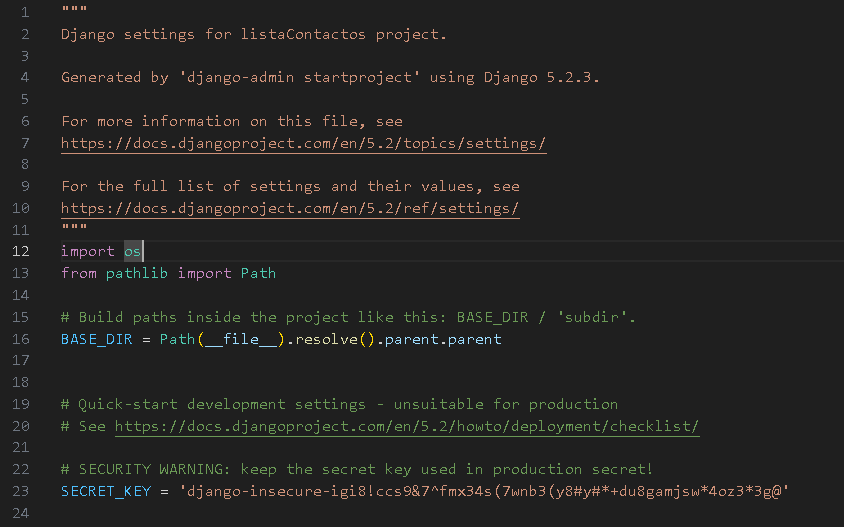 1 """
2 Django settings for listaContactos project.
3
4 Generated by 'django-admin startproject' using Django 5.2.3.
5
6 For more information on this file, see
7 https://docs.djangoproject.com/en/5.2/topics/settings/
8
9 For the full list of settings and their values, see
10 https://docs.djangoproject.com/en/5.2/ref/settings/
11 """
12 import os
13 from pathlib import Path
14
15 # Build paths inside the project like this: BASE_DIR / 'subdir'.
16 BASE_DIR = Path(__file__).resolve().parent.parent
17
18
19 # Quick-start development settings - unsuitable for production
20 # See https://docs.djangoproject.com/en/5.2/howto/deployment/checklist/
21
22 # SECURITY WARNING: keep the secret key used in production secret!
23 SECRET_KEY = 'django-insecure-igi8!ccs9&7^fmx34s(7wnb3(y8#y#*+du8gamjsw*4oz3*3g@'
24